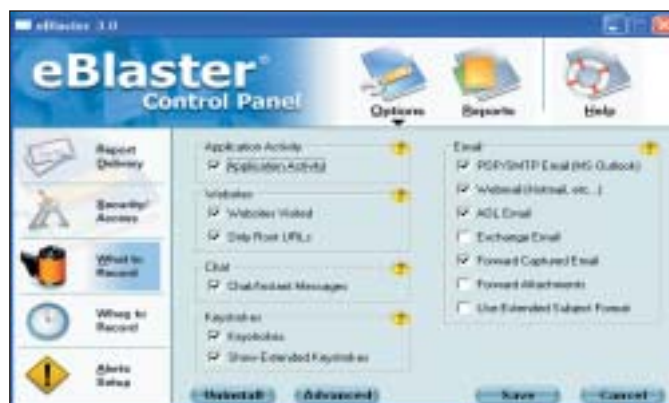 eBlaster 3.0
eBlaster®
Control Panel
Options
Reports
Help
Report
Delivery
Security/
Access
What to
Record
When to
Record
Alerts
Setup
Application Activity
Application Activity
Websites
Websites Visited
Only Root URLs
Chat
Chat/Instant Messages
Keystrokes
Keystrokes
Show Extended Keystrokes
Email
POP/SMTP Email (MS Outlook)
Webmail (Hotmail, etc...)
AOL Email
Exchange Email
Forward Captured Email
Forward Attachments
Use Extended Subject Format
Uninstall
Advanced
Save
Cancel